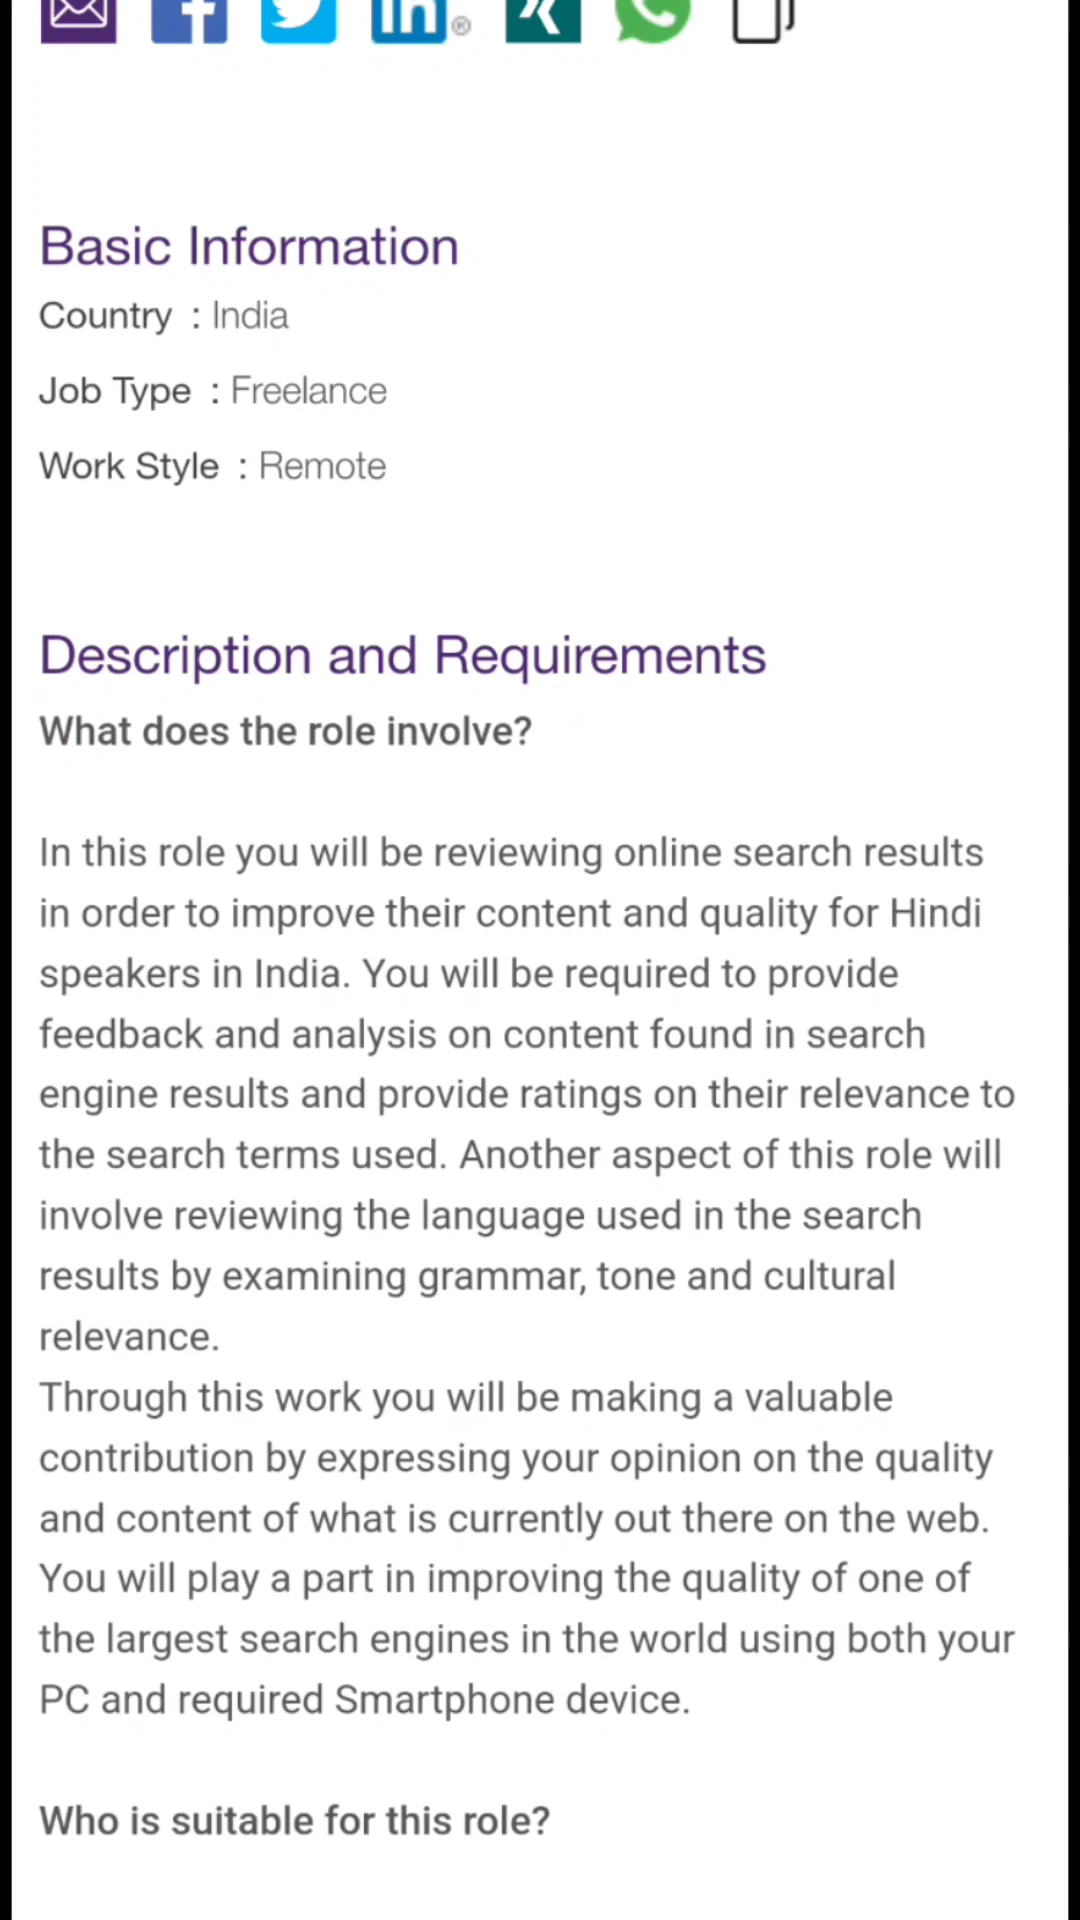 in®
Basic Information
Country : India
Job Type : Freelance
Work Style : Remote
Description and Requirements
What does the role involve?
In this role you will be reviewing online search results
in order to improve their content and quality for Hindi
speakers in India. You will be required to provide
feedback and analysis on content found in search
engine results and provide ratings on their relevance to
the search terms used. Another aspect of this role will
involve reviewing the language used in the search
results by examining grammar, tone and cultural
relevance.
Through this work you will be making a valuable
contribution by expressing your opinion on the quality
and content of what is currently out there on the web.
You will play a part in improving the quality of one of
the largest search engines in the world using both your
PC and required Smartphone device.
Who is suitable for this role?